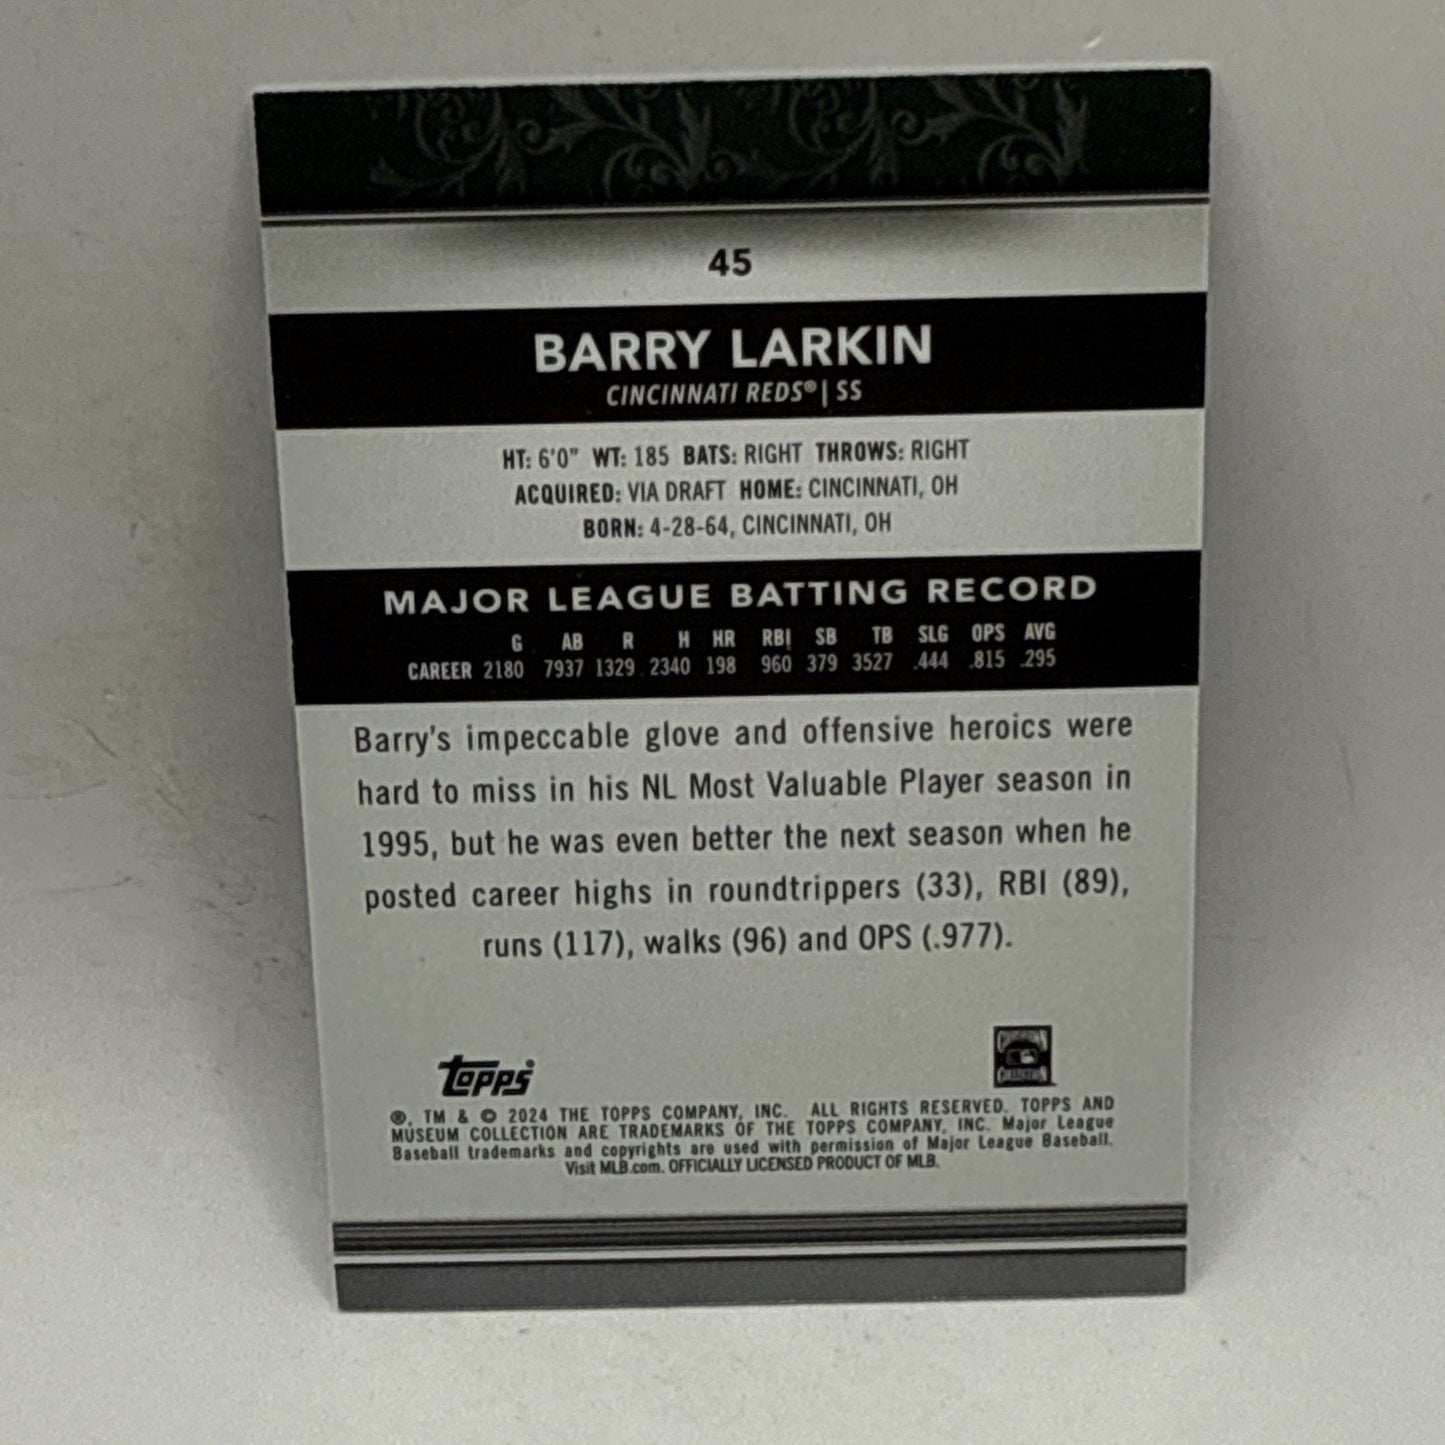 45
BARRY LARKIN
CINCINNATI REDS® | SS
HT: 6'0" WT: 185 BATS: RIGHT THROWS: RIGHT
ACQUIRED: VIA DRAFT HOME: CINCINNATI, OH
BORN: 4-28-64, CINCINNATI, OH
MAJOR LEAGUE BATTING RECORD
G AB R H HR RBI SB TB SLG OPS AVG
CAREER 2180 7937 1329 2340 198 960 379 3527 .444 .815 .295
Barry's impeccable glove and offensive heroics were
hard to miss in his NL Most Valuable Player season in
1995, but he was even better the next season when he
posted career highs in roundtrippers (33), RBI (89),
runs (117), walks (96) and OPS (.977).
topps
COOPERSTOWN
COLLECTION
®, TM & © 2024 THE TOPPS COMPANY, INC. ALL RIGHTS RESERVED. TOPPS AND
MUSEUM COLLECTION ARE TRADEMARKS OF THE TOPPS COMPANY, INC. Major League
Baseball trademarks and copyrights are used with permission of Major League Baseball.
Visit MLB.com. OFFICIALLY LICENSED PRODUCT OF MLB.